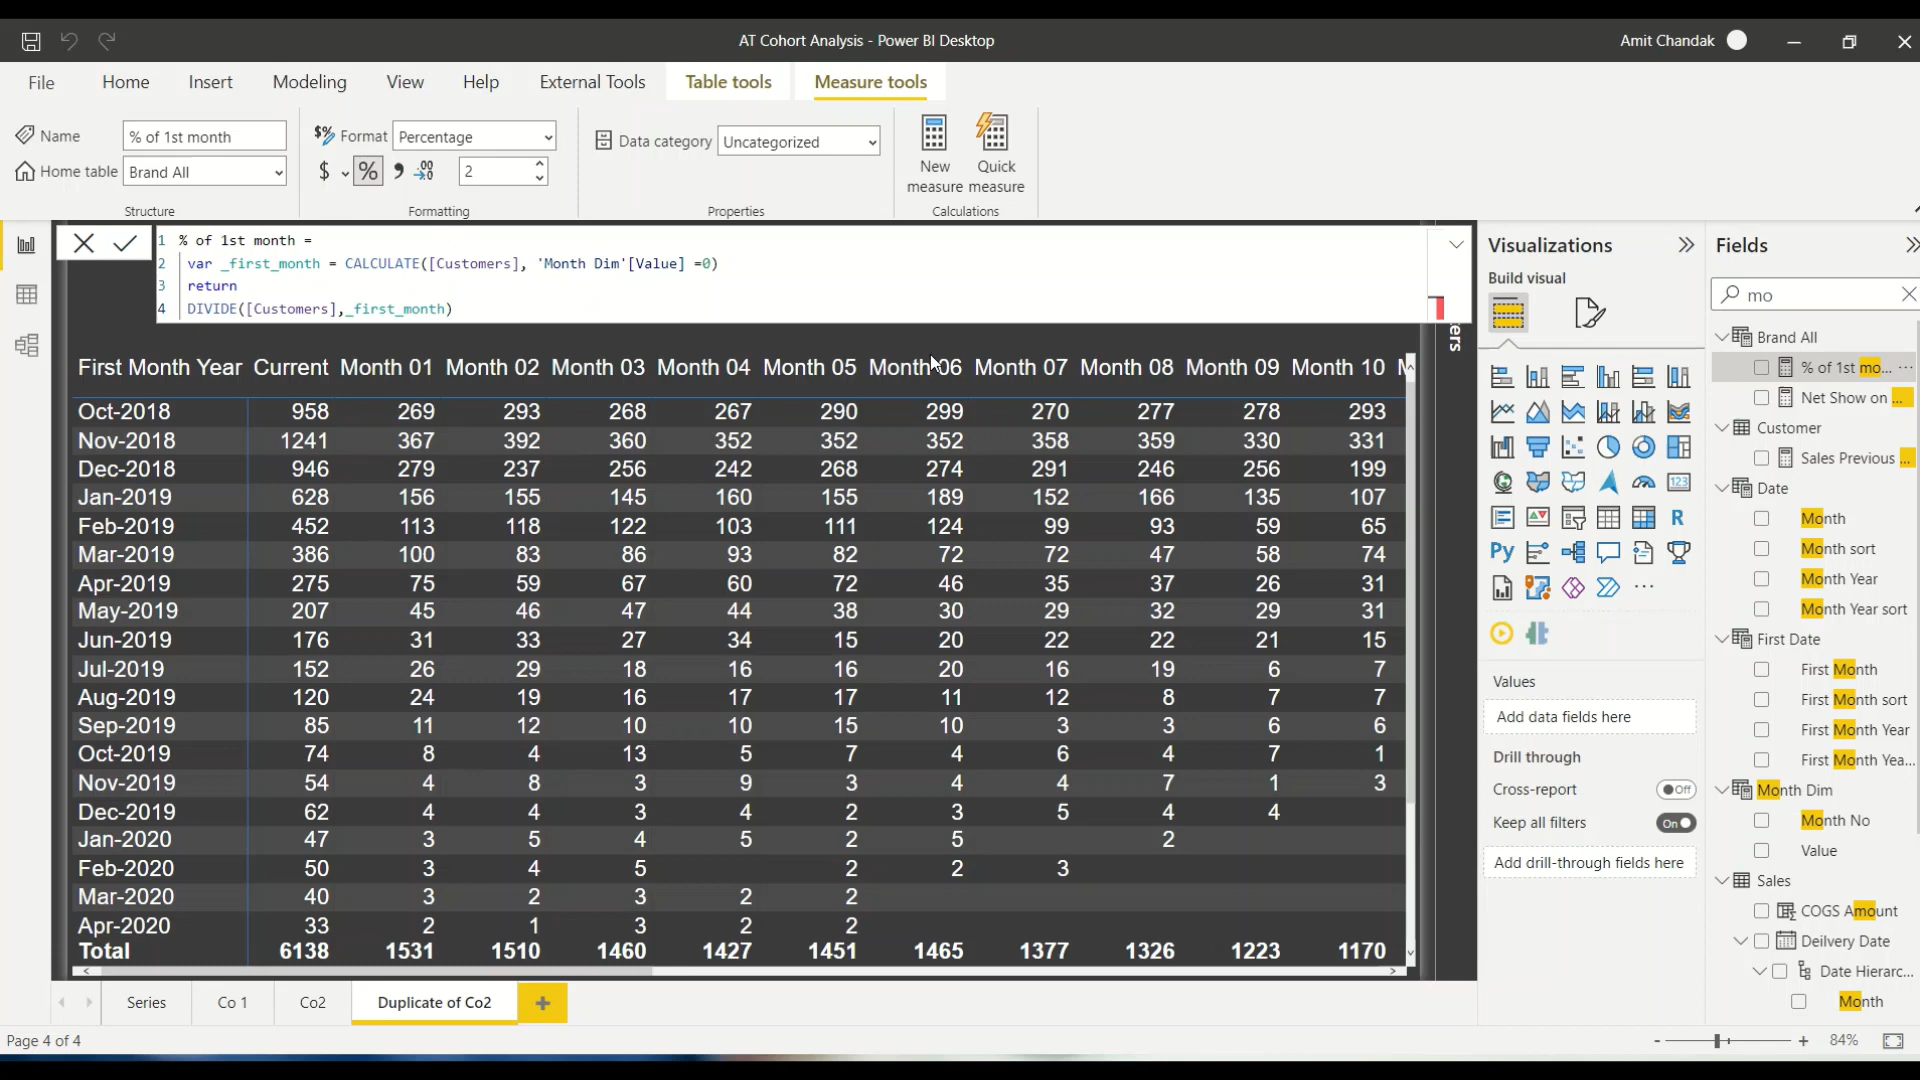 AT Cohort Analysis - Power BI Desktop
Amit Chandak
File Home Insert Modeling View Help External Tools Table tools Measure tools
Name % of 1st month
Home table Brand All
Structure
$% Format Percentage
$ % 9 .00 2
Formatting
Data category Uncategorized
Properties
New measure
Quick measure
Calculations
1 % of 1st month =
2 var _first_month = CALCULATE([Customers], 'Month Dim'[Value] =0)
3 return
4 DIVIDE([Customers],_first_month)
First Month Year Current Month 01 Month 02 Month 03 Month 04 Month 05 Month 06 Month 07 Month 08 Month 09 Month 10
Oct-2018 958 269 293 268 267 290 299 270 277 278 293
Nov-2018 1241 367 392 360 352 352 352 358 359 330 331
Dec-2018 946 279 237 256 242 268 274 291 246 256 199
Jan-2019 628 156 155 145 160 155 189 152 166 135 107
Feb-2019 452 113 118 122 103 111 124 99 93 59 65
Mar-2019 386 100 83 86 93 82 72 72 47 58 74
Apr-2019 275 75 59 67 60 72 46 35 37 26 31
May-2019 207 45 46 47 44 38 30 29 32 29 31
Jun-2019 176 31 33 27 34 15 20 22 22 21 15
Jul-2019 152 26 29 18 16 16 20 16 19 6 7
Aug-2019 120 24 19 16 17 17 11 12 8 7 7
Sep-2019 85 11 12 10 10 15 10 3 3 6 6
Oct-2019 74 8 4 13 5 7 4 6 4 7 1
Nov-2019 54 4 8 3 9 3 4 4 7 1 3
Dec-2019 62 4 4 3 4 2 3 5 4 4
Jan-2020 47 3 5 4 5 2 5 2
Feb-2020 50 3 4 5 2 2 3
Mar-2020 40 3 2 3 2 2
Apr-2020 33 2 1 3 2 2
Total 6138 1531 1510 1460 1427 1451 1465 1377 1326 1223 1170
ers
Visualizations
Build visual
123
R
Py
Values
Add data fields here
Drill through
Cross-report Off
Keep all filters On
Add drill-through fields here
Fields
mo
Brand All
% of 1st mo...
Net Show on ...
Customer
Sales Previous ...
Date
Month
Month sort
Month Year
Month Year sort
First Date
First Month
First Month sort
First Month Year
First Month Yea...
Month Dim
Month No
Value
Sales
COGS Amount
Deilvery Date
Date Hierarc...
Month
Series Co 1 Co2 Duplicate of Co2 +
Page 4 of 4
- + 84%